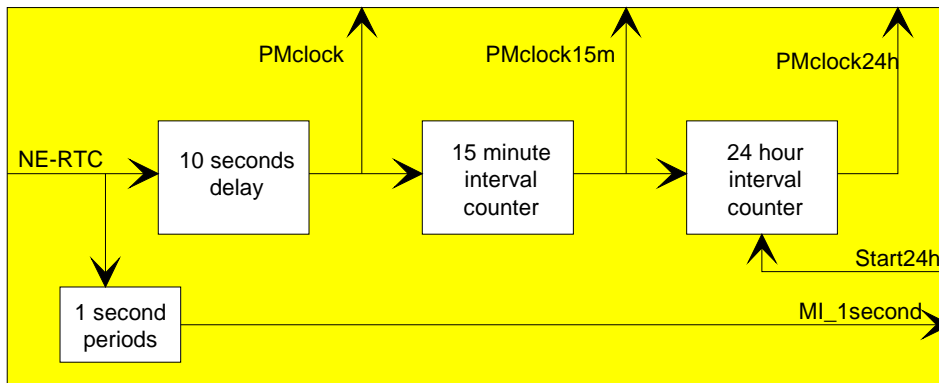 PMclock
PMclock15m
PMclock24h
NE-RTC
10 seconds
delay
15 minute
interval
counter
24 hour
interval
counter
Start24h
1 second
periods
MI_1second